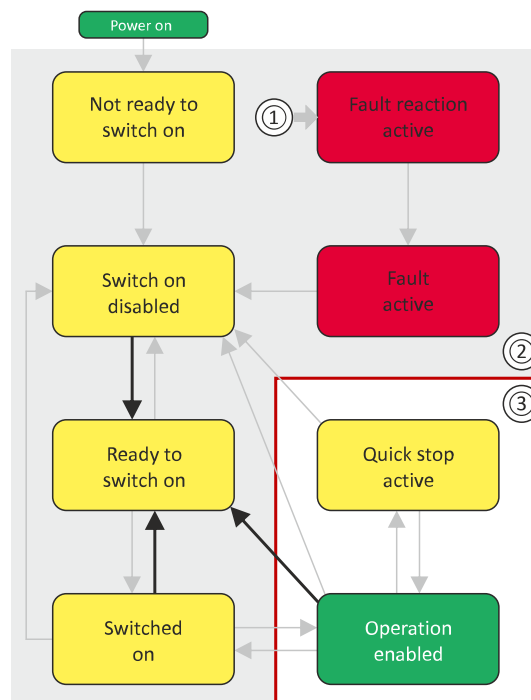 Power on
Not ready to
switch on
①
Fault reaction
active
Switch on
disabled
Fault
active
②
③
Ready to
switch on
Quick stop
active
Switched
on
Operation
enabled